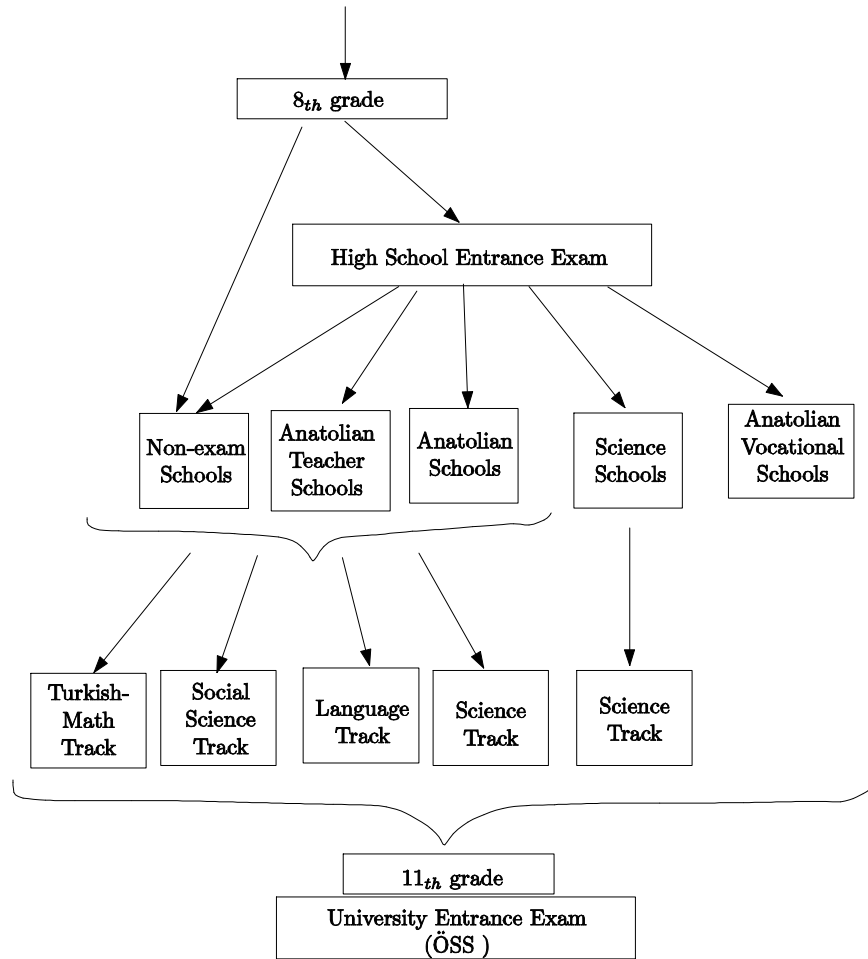 8th grade
High School Entrance Exam
Non-exam
Schools
Anatolian
Teacher
Schools
Anatolian
Schools
Science
Schools
Anatolian
Vocational
Schools
Turkish-
Math
Track
Social
Science
Track
Language
Track
Science
Track
Science
Track
11th grade
University Entrance Exam
(ÖSS )